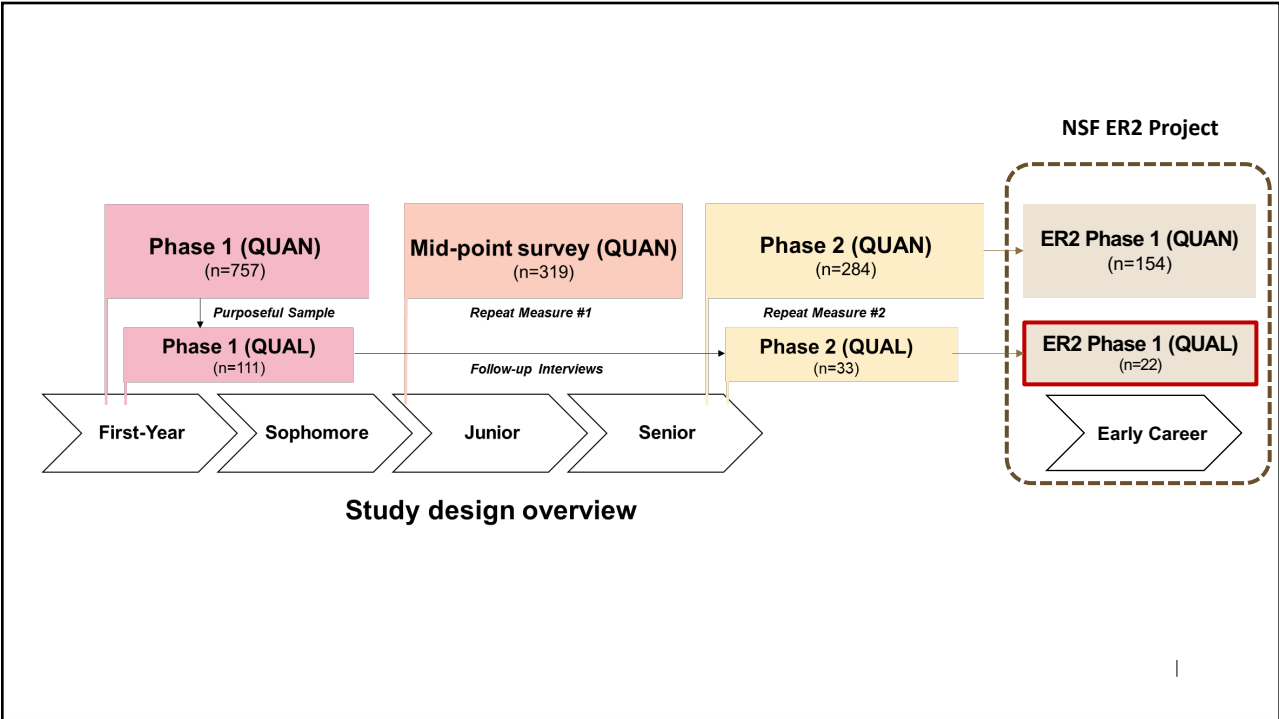 NSF ER2 Project
Phase 1 (QUAN)
(n=757)
Mid-point survey (QUAN)
(n=319)
Phase 2 (QUAN)
(n=284)
ER2 Phase 1 (QUAN)
(n=154)
Purposeful Sample
Repeat Measure #1
Repeat Measure #2
Phase 1 (QUAL)
(n=111)
Follow-up Interviews
Phase 2 (QUAL)
(n=33)
ER2 Phase 1 (QUAL)
(n=22)
First-Year
Sophomore
Junior
Senior
Early Career
Study design overview
|